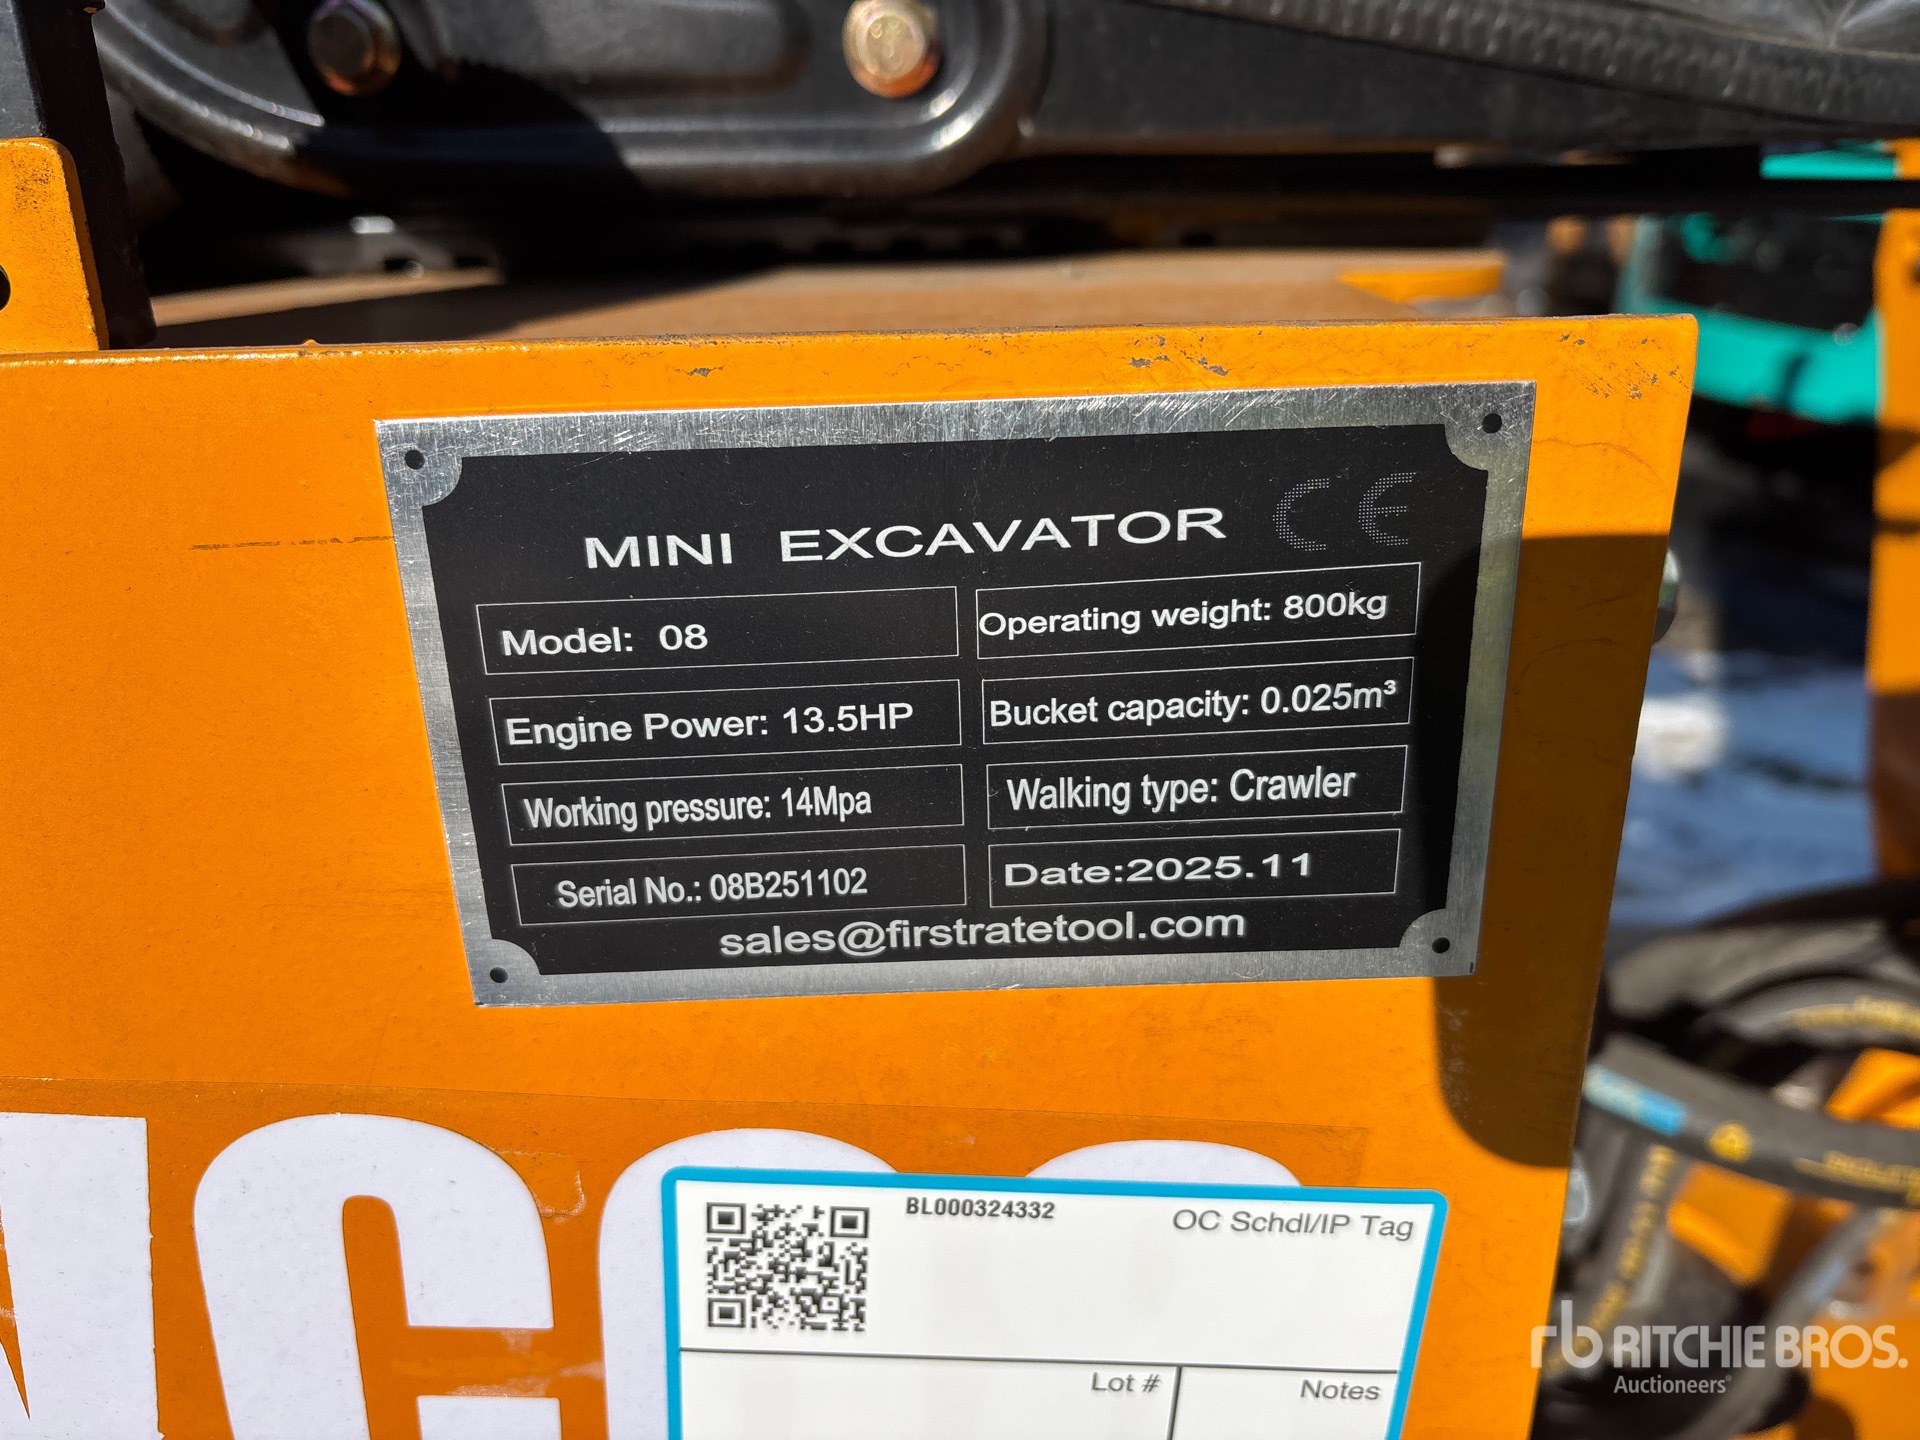 MINI EXCAVATOR CE
Model: 08
Operating weight: 800kg
Engine Power: 13.5HP
Bucket capacity: 0.025m³
Working pressure: 14Mpa
Walking type: Crawler
Serial No.: 08B251102
Date:2025.11
sales@firstratetool.com
BL000324332
OC Schdl/IP Tag
Lot #
Notes
rb RITCHIE BROS.
Auctioneers